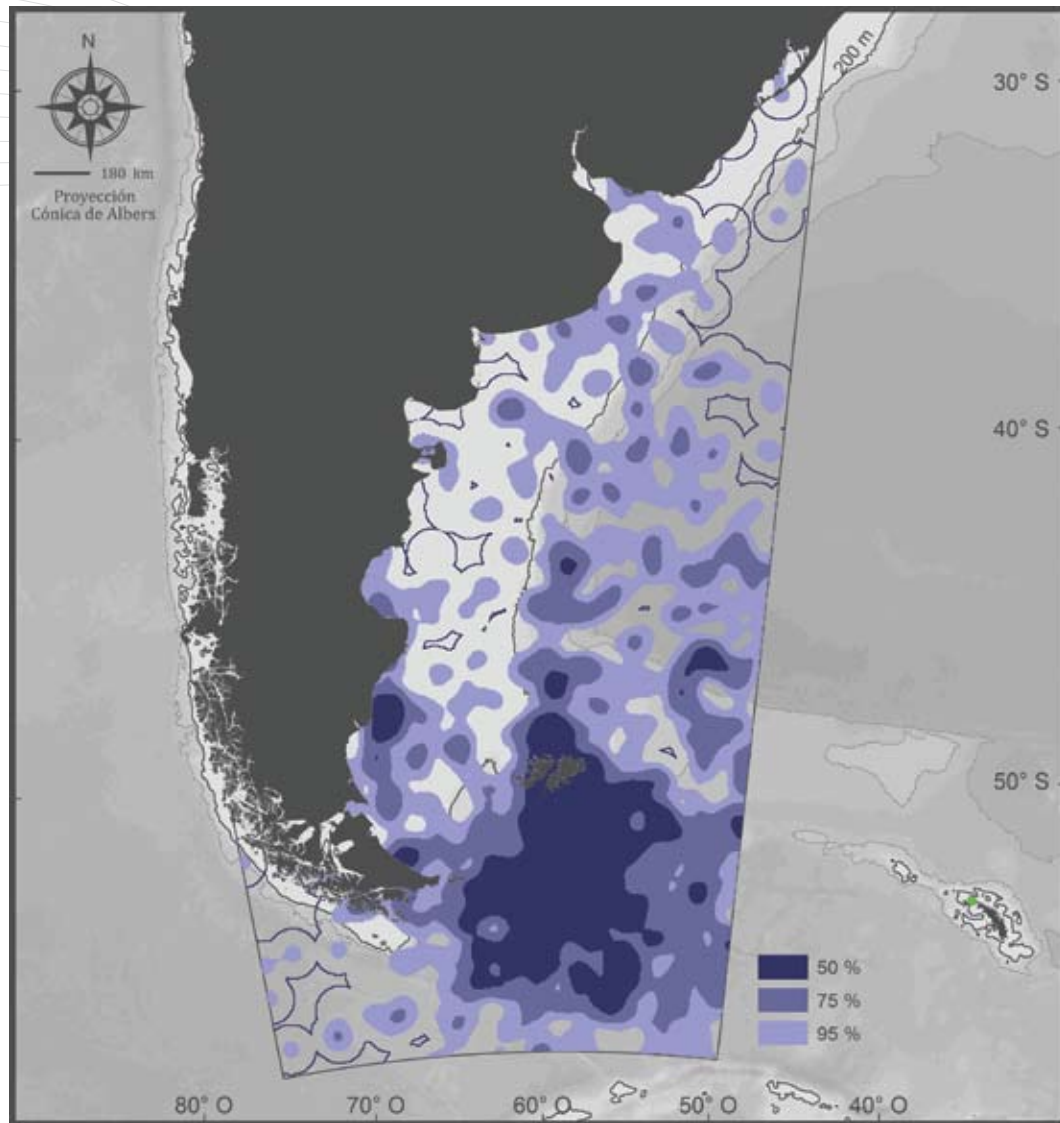 N
180 km
Proyección
Cónica de Albers
200 m
30° S
40° S
50° S
50 %
75 %
95 %
80° O
70° O
60° O
50° O
40° O